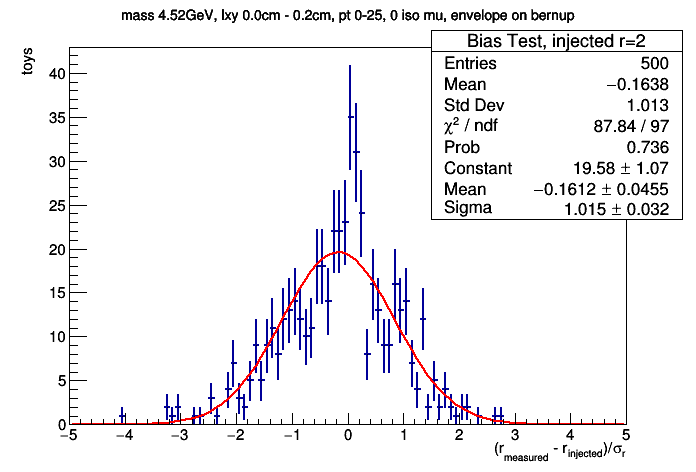 mass 4.52GeV, lxy 0.0cm - 0.2cm, pt 0-25, 0 iso mu, envelope on bernup
Bias Test, injected r=2
Entries 500
Mean −0.1638
Std Dev 1.013
χ² / ndf 87.84 / 97
Prob 0.736
Constant 19.58 ± 1.07
Mean −0.1612 ± 0.0455
Sigma 1.015 ± 0.032
toys
40
35
30
25
20
15
10
5
0
−5 −4 −3 −2 −1 0 1 2 3 4 5
(r_measured - r_injected)/σ_r